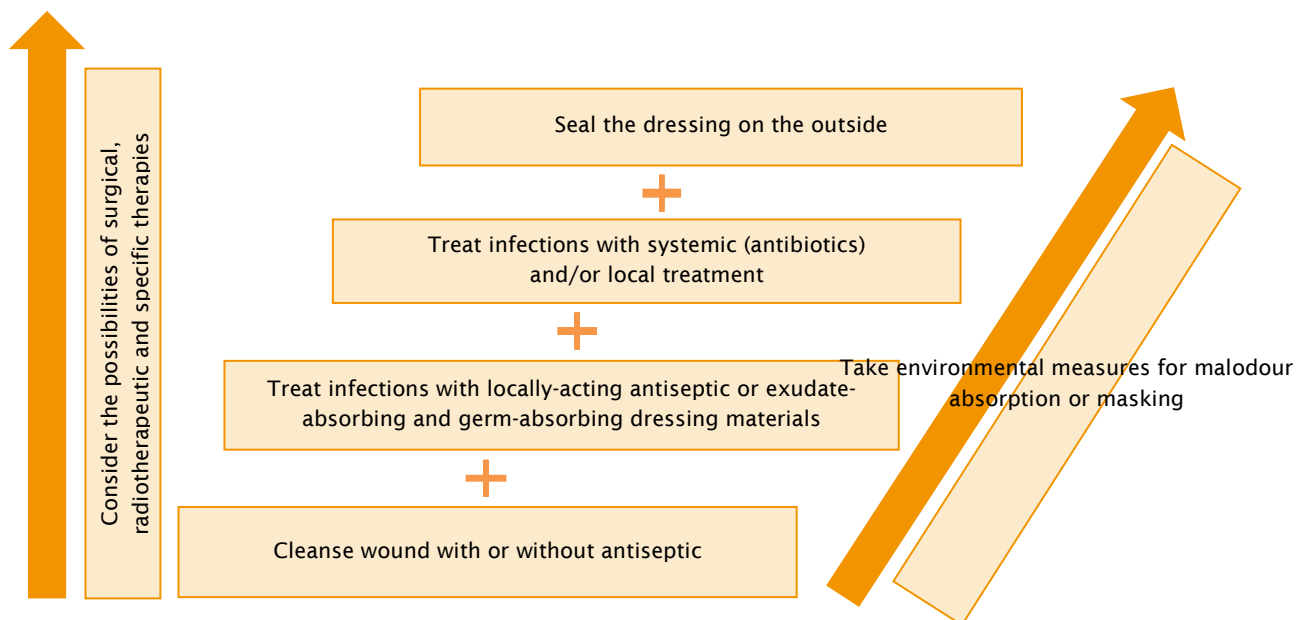 Consider the possibilities of surgical,
radiotherapeutic and specific therapies
Seal the dressing on the outside
Treat infections with systemic (antibiotics)
and/or local treatment
Treat infections with locally-acting antiseptic or exudate-
absorbing and germ-absorbing dressing materials
Cleanse wound with or without antiseptic
Take environmental measures for malodour
absorption or masking